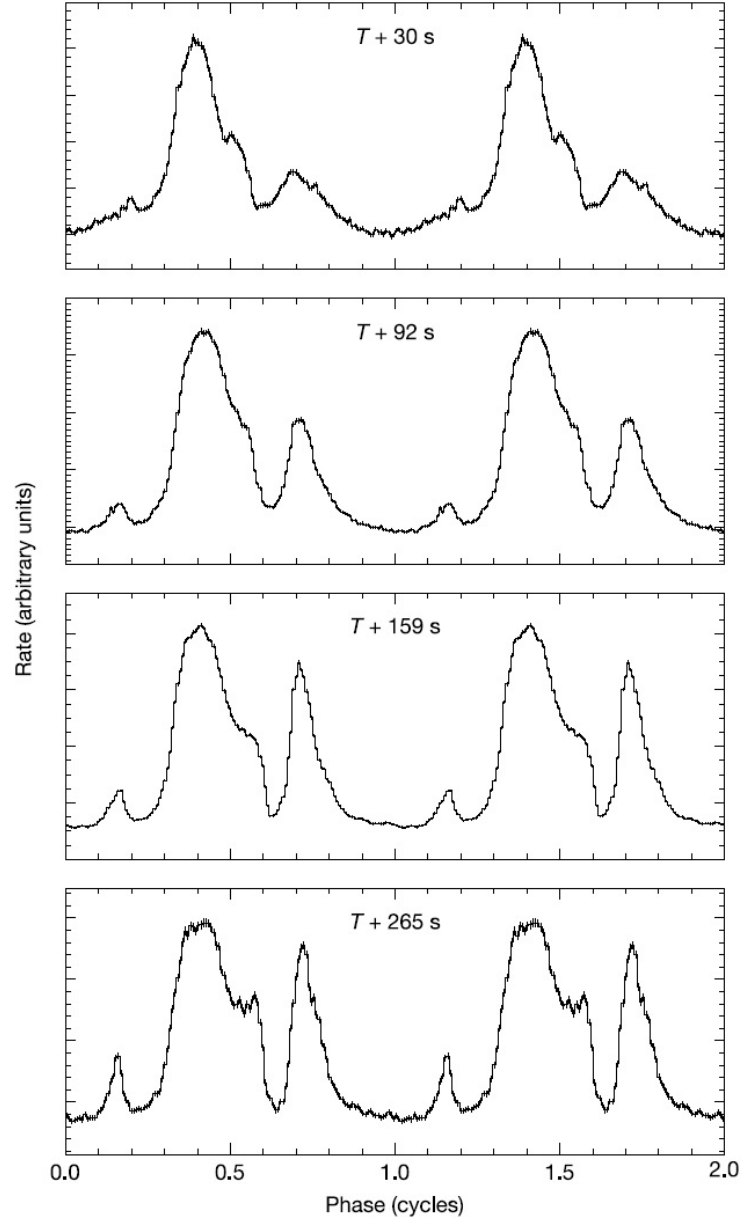 T + 30 s
T + 92 s
Rate (arbitrary units)
T + 159 s
T + 265 s
0.0 0.5 1.0 1.5 2.0
Phase (cycles)